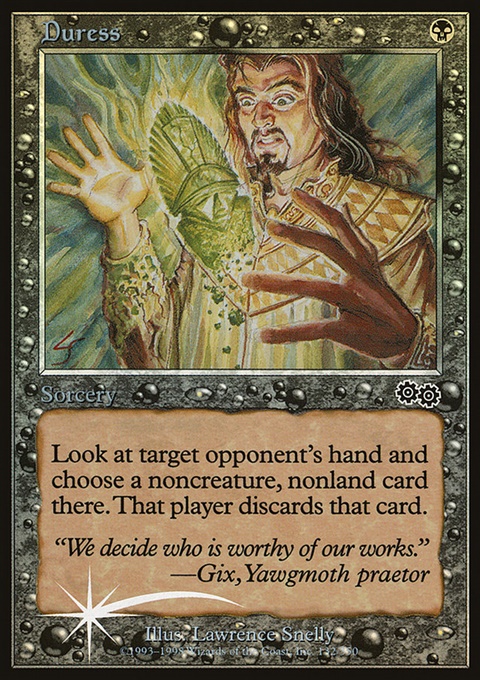 Duress
Sorcery
Look at target opponent's hand and
choose a noncreature, nonland card
there. That player discards that card.
"We decide who is worthy of our works."
—Gix, Yawgmoth praetor
Illus. Lawrence Snelly
©1993–1998 Wizards of the Coast, Inc.